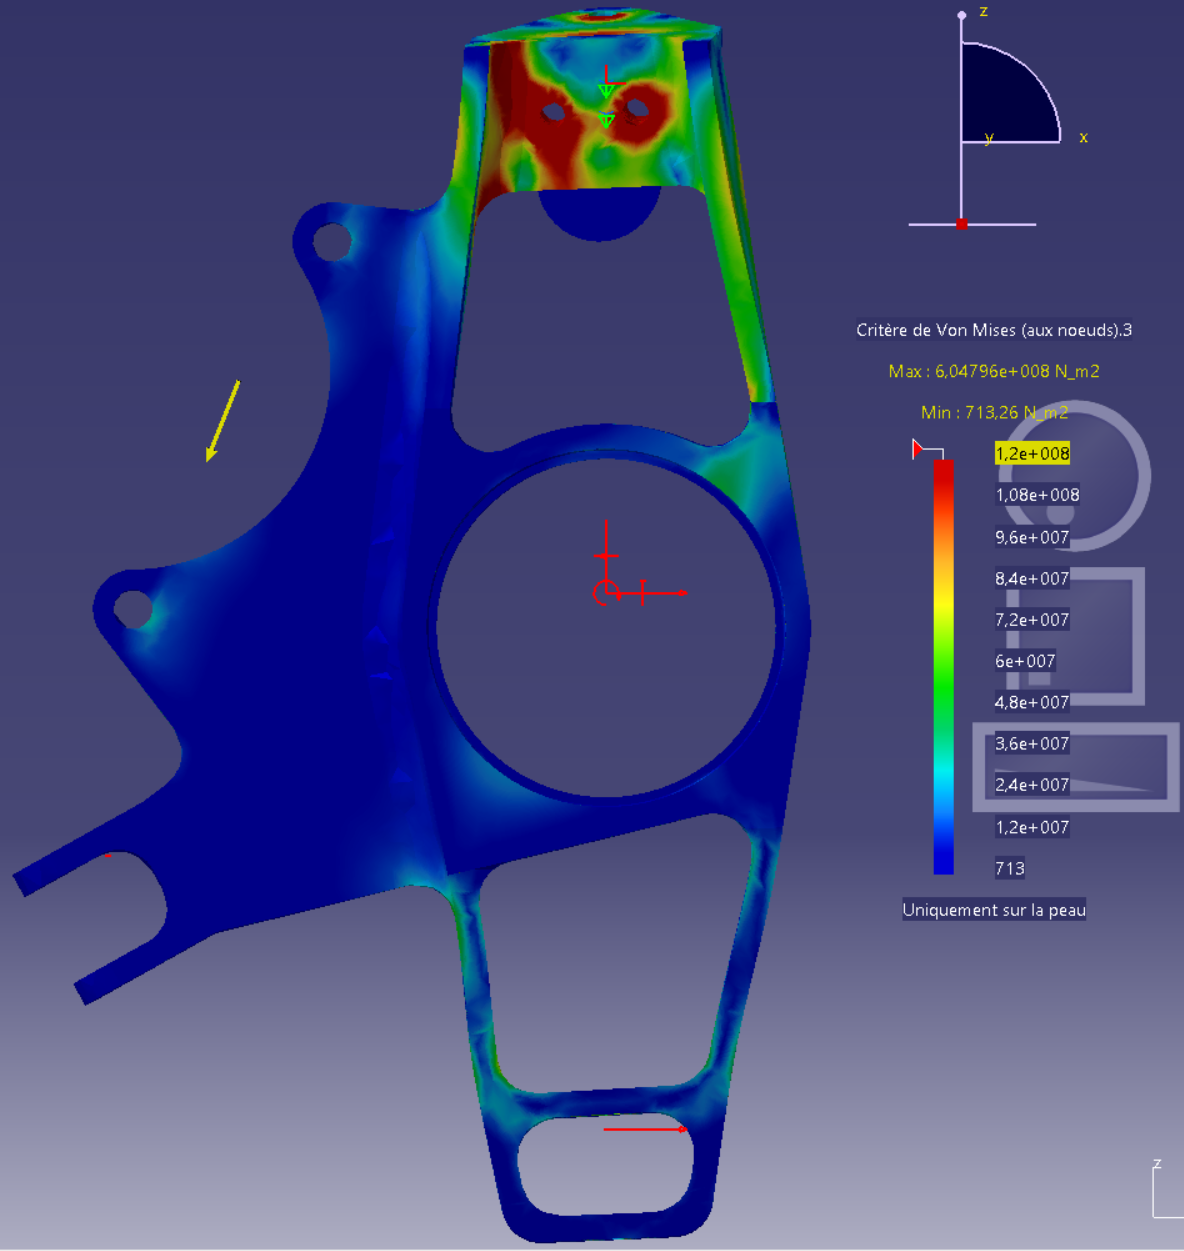 z
y
x
Critère de Von Mises (aux noeuds).3
Max : 6,04796e+008 N_m2
Min : 713,26 N_m2
1,2e+008
1,08e+008
9,6e+007
8,4e+007
7,2e+007
6e+007
4,8e+007
3,6e+007
2,4e+007
1,2e+007
713
Uniquement sur la peau
z